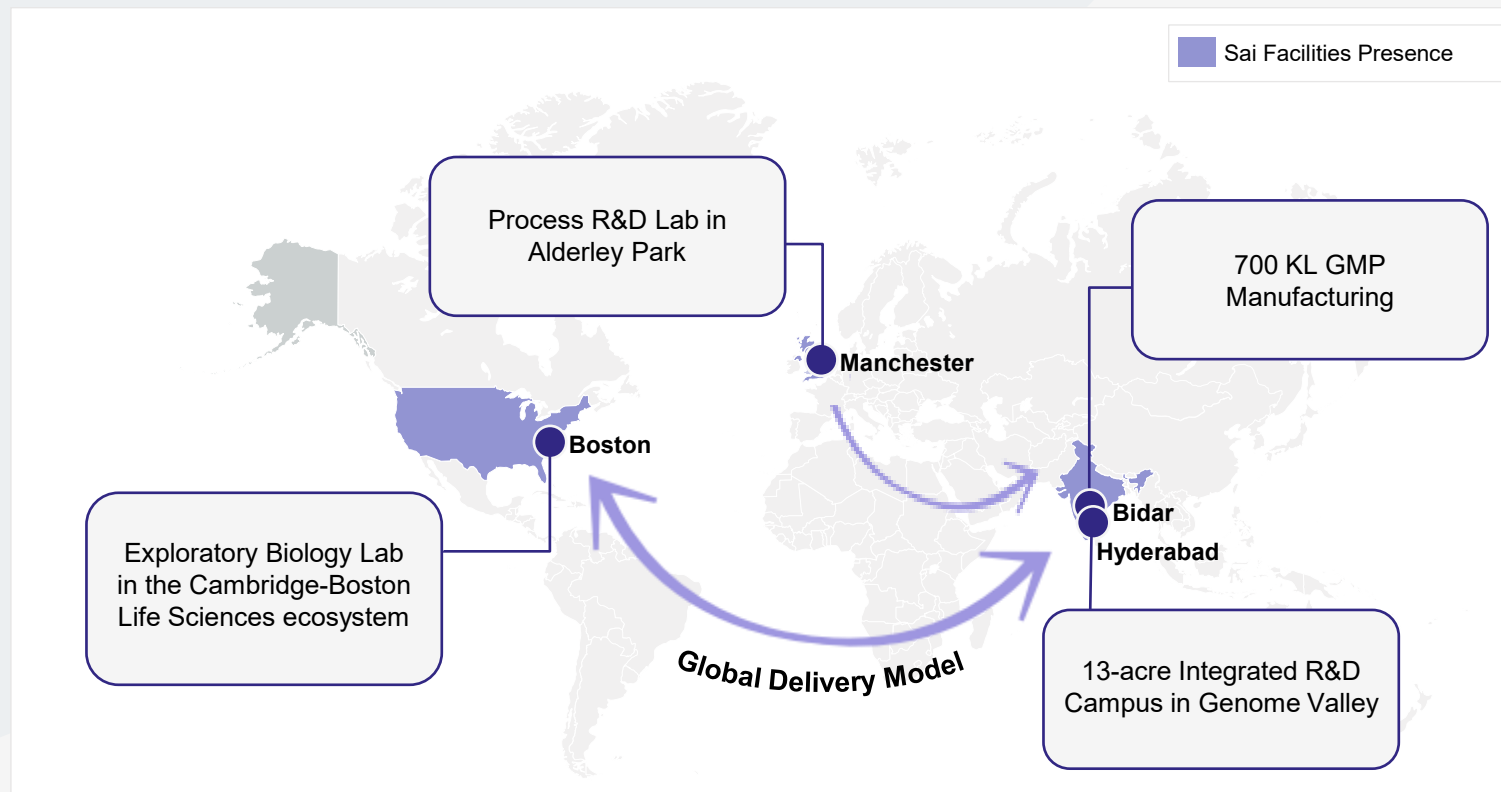 Sai Facilities Presence
Process R&D Lab in
Alderley Park
700 KL GMP
Manufacturing
Manchester
Boston
Bidar
Hyderabad
Exploratory Biology Lab
in the Cambridge-Boston
Life Sciences ecosystem
Global Delivery Model
13-acre Integrated R&D
Campus in Genome Valley